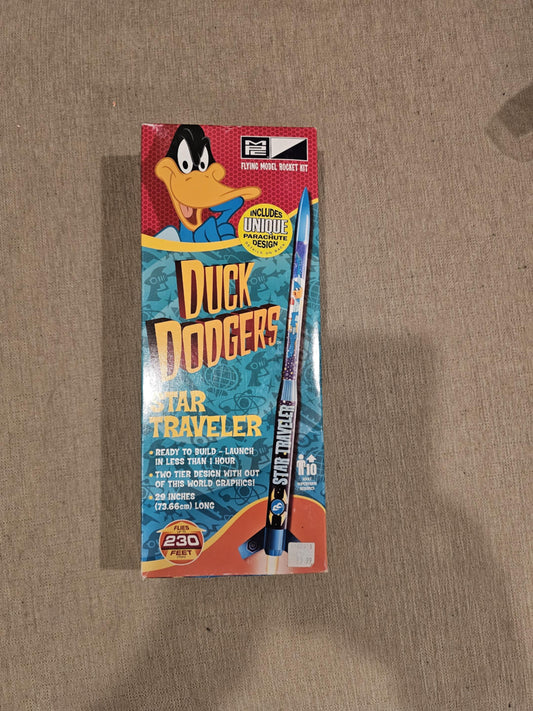 MPC
FLYING MODEL ROCKET KIT
INCLUDES
UNIQUE
PARACHUTE
DESIGN
DUCK
DODGERS
STAR
TRAVELER
• READY TO BUILD – LAUNCH
IN LESS THAN 1 HOUR
• TWO TIER DESIGN WITH OUT
OF THIS WORLD GRAPHICS!
• 29 INCHES
(73.66cm) LONG
FLIES
230
FEET
STAR TRAVELER
10